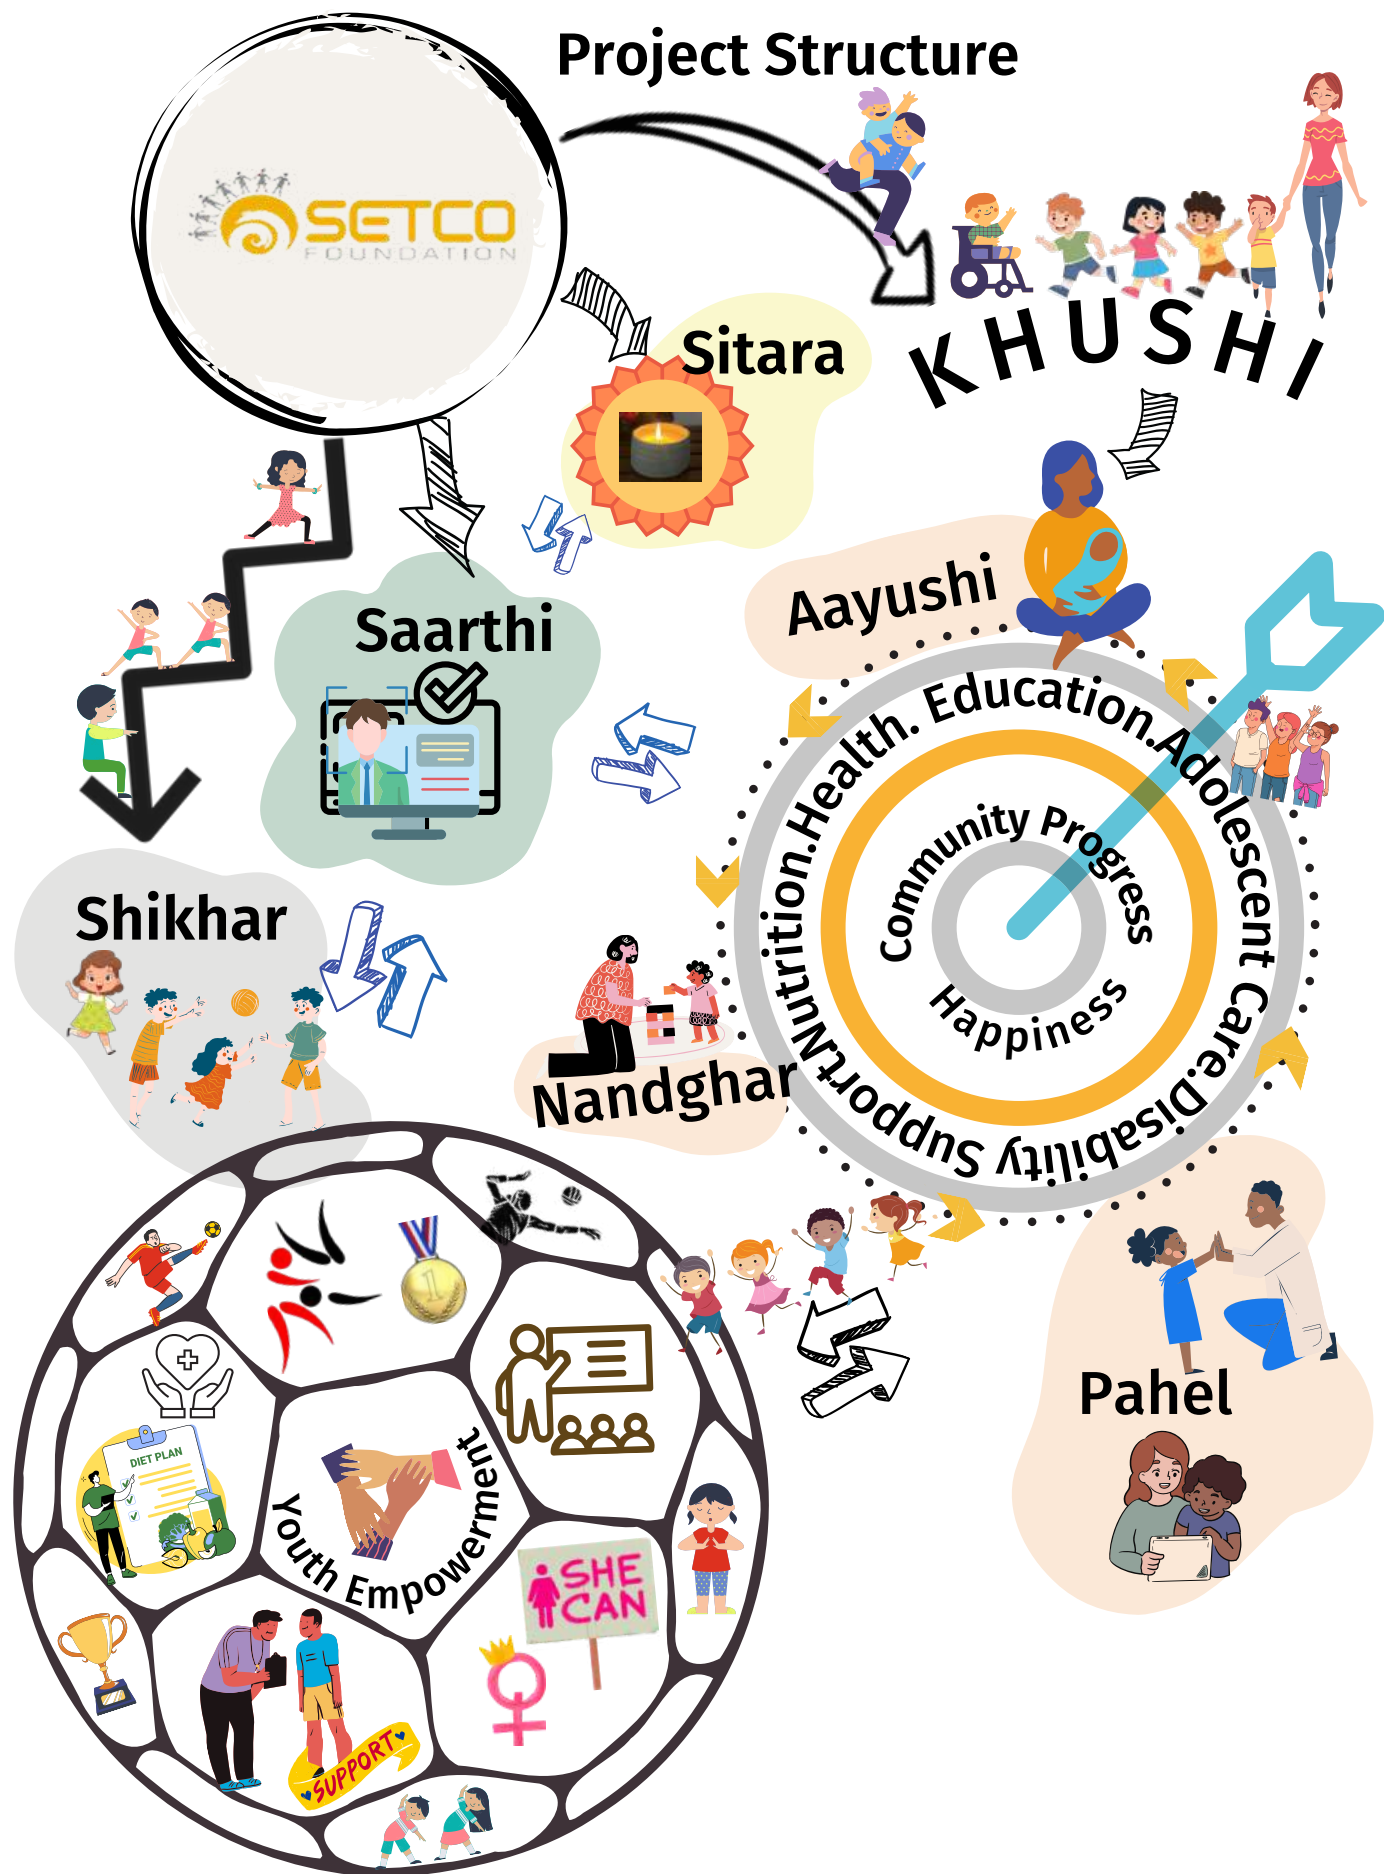 Project Structure
SETCO
FOUNDATION
Sitara
KHUSHI
Aayushi
Saarthi
Health. Education.Adolescent Care.Disability Support.Nutrition.
Community Progress
Happiness
Shikhar
Nandghar
Pahel
1
DIET PLAN
Youth Empowerment
SHE
CAN
SUPPORT